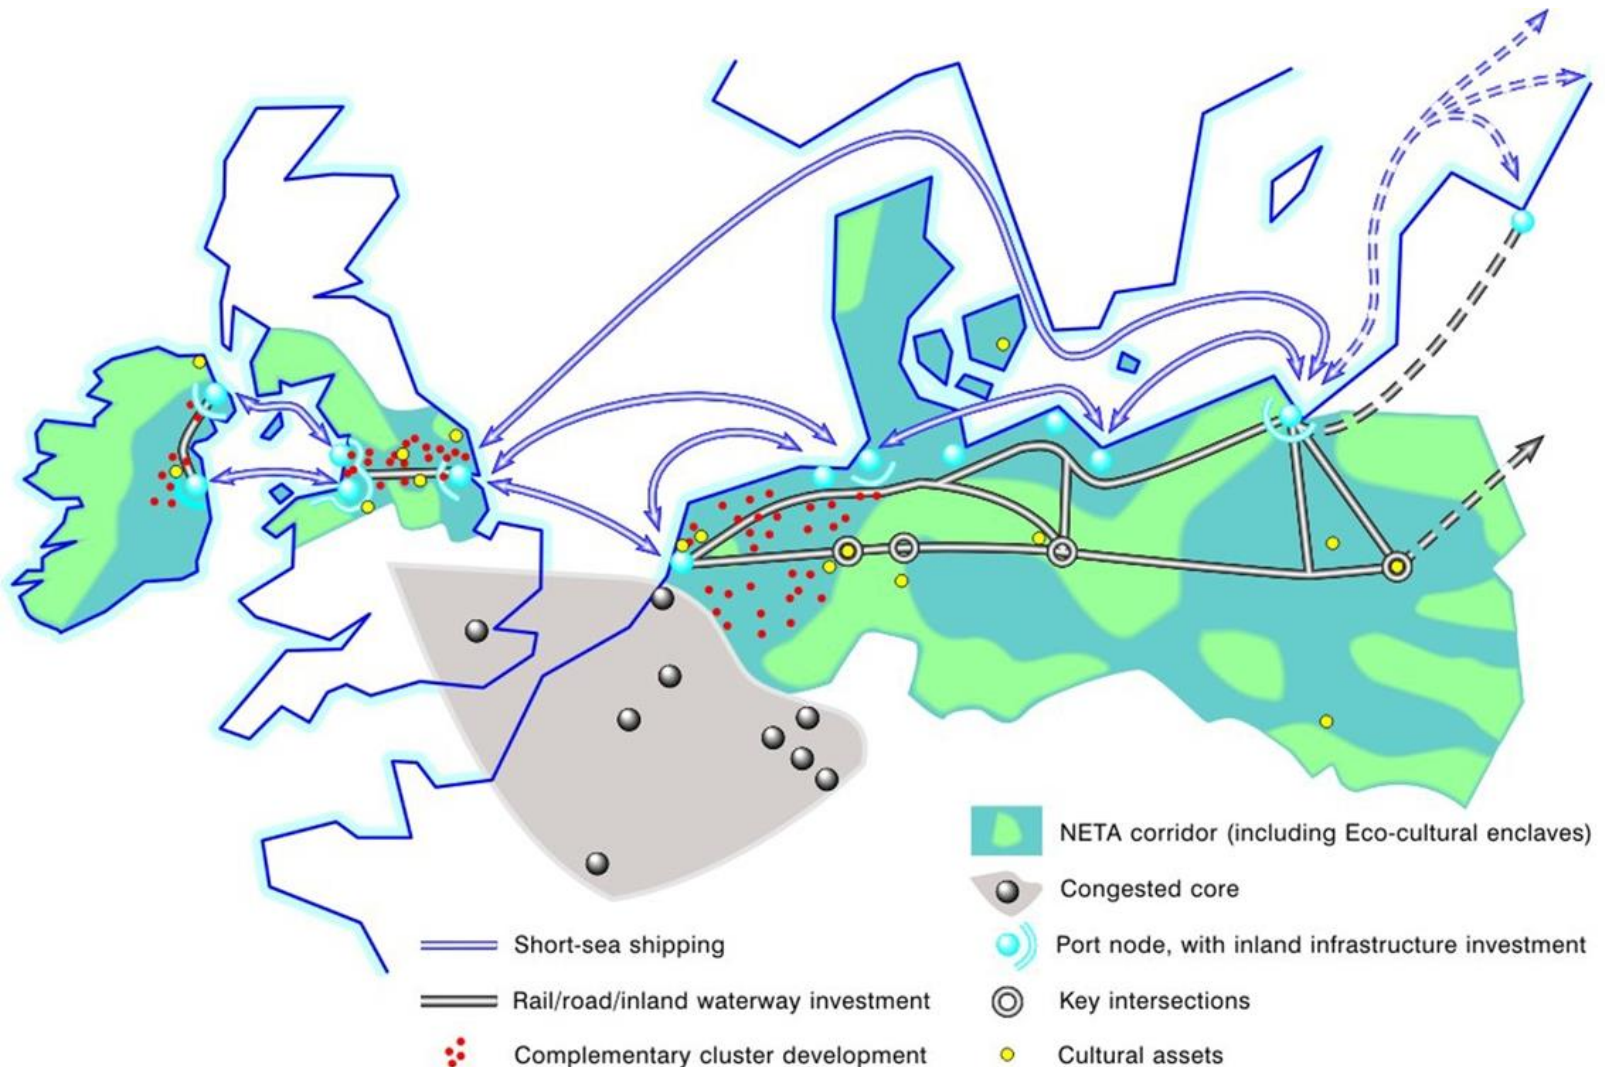 NETA corridor (including Eco-cultural enclaves)
Congested core
Short-sea shipping
Port node, with inland infrastructure investment
Rail/road/inland waterway investment
Key intersections
Complementary cluster development
Cultural assets